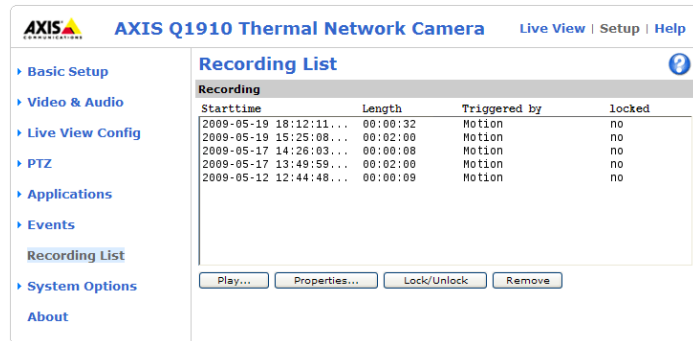 AXIS
COMMUNICATIONS
AXIS Q1910 Thermal Network Camera
Live View | Setup | Help
Basic Setup
Video & Audio
Live View Config
PTZ
Applications
Events
Recording List
System Options
About
Recording List
?
Recording
Starttime Length Triggered by locked
2009-05-19 18:12:11... 00:00:32 Motion no
2009-05-19 15:25:08... 00:02:00 Motion no
2009-05-17 14:26:03... 00:00:08 Motion no
2009-05-17 13:49:59... 00:02:00 Motion no
2009-05-12 12:44:48... 00:00:09 Motion no
Play... Properties... Lock/Unlock Remove